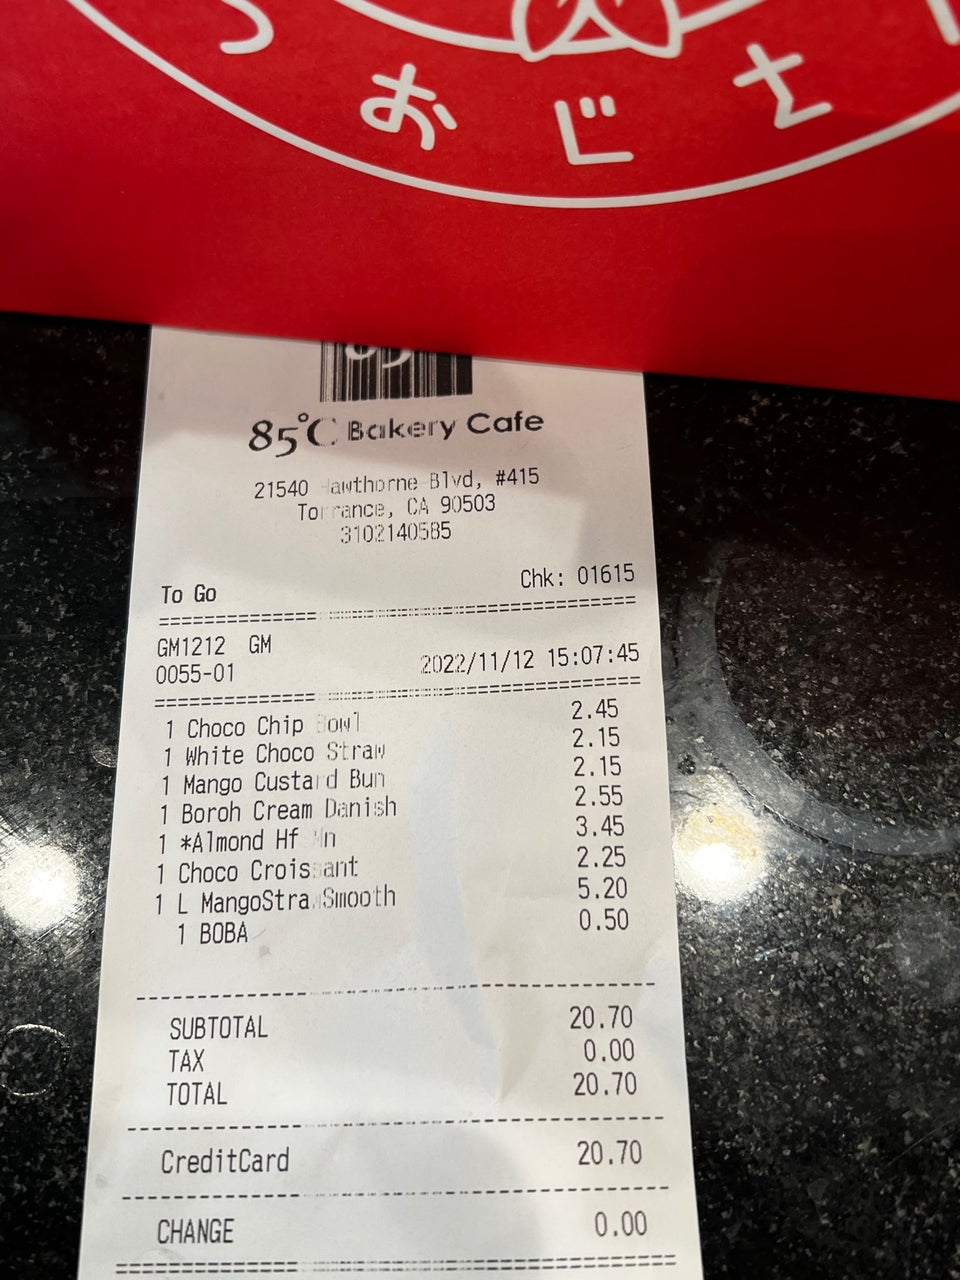 おじさ
85°C Bakery Cafe
21540 Hawthorne Blvd, #415
Torrance, CA 90503
3102140585
To Go
Chk: 01615
GM1212 GM
0055-01 2022/11/12 15:07:45
1 Choco Chip Bowl 2.45
1 White Choco Straw 2.15
1 Mango Custard Bun 2.15
1 Boroh Cream Danish 2.55
1 *Almond Hf 3.45
1 Choco Croissant 2.25
1 L MangoStra Smooth 5.20
1 BOBA 0.50
SUBTOTAL 20.70
TAX 0.00
TOTAL 20.70
CreditCard 20.70
CHANGE 0.00